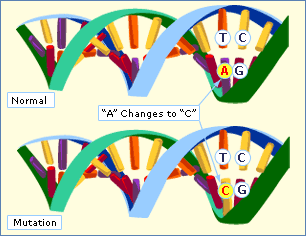 T C
A G
Normal
"A" Changes to "C"
T C
C G
Mutation